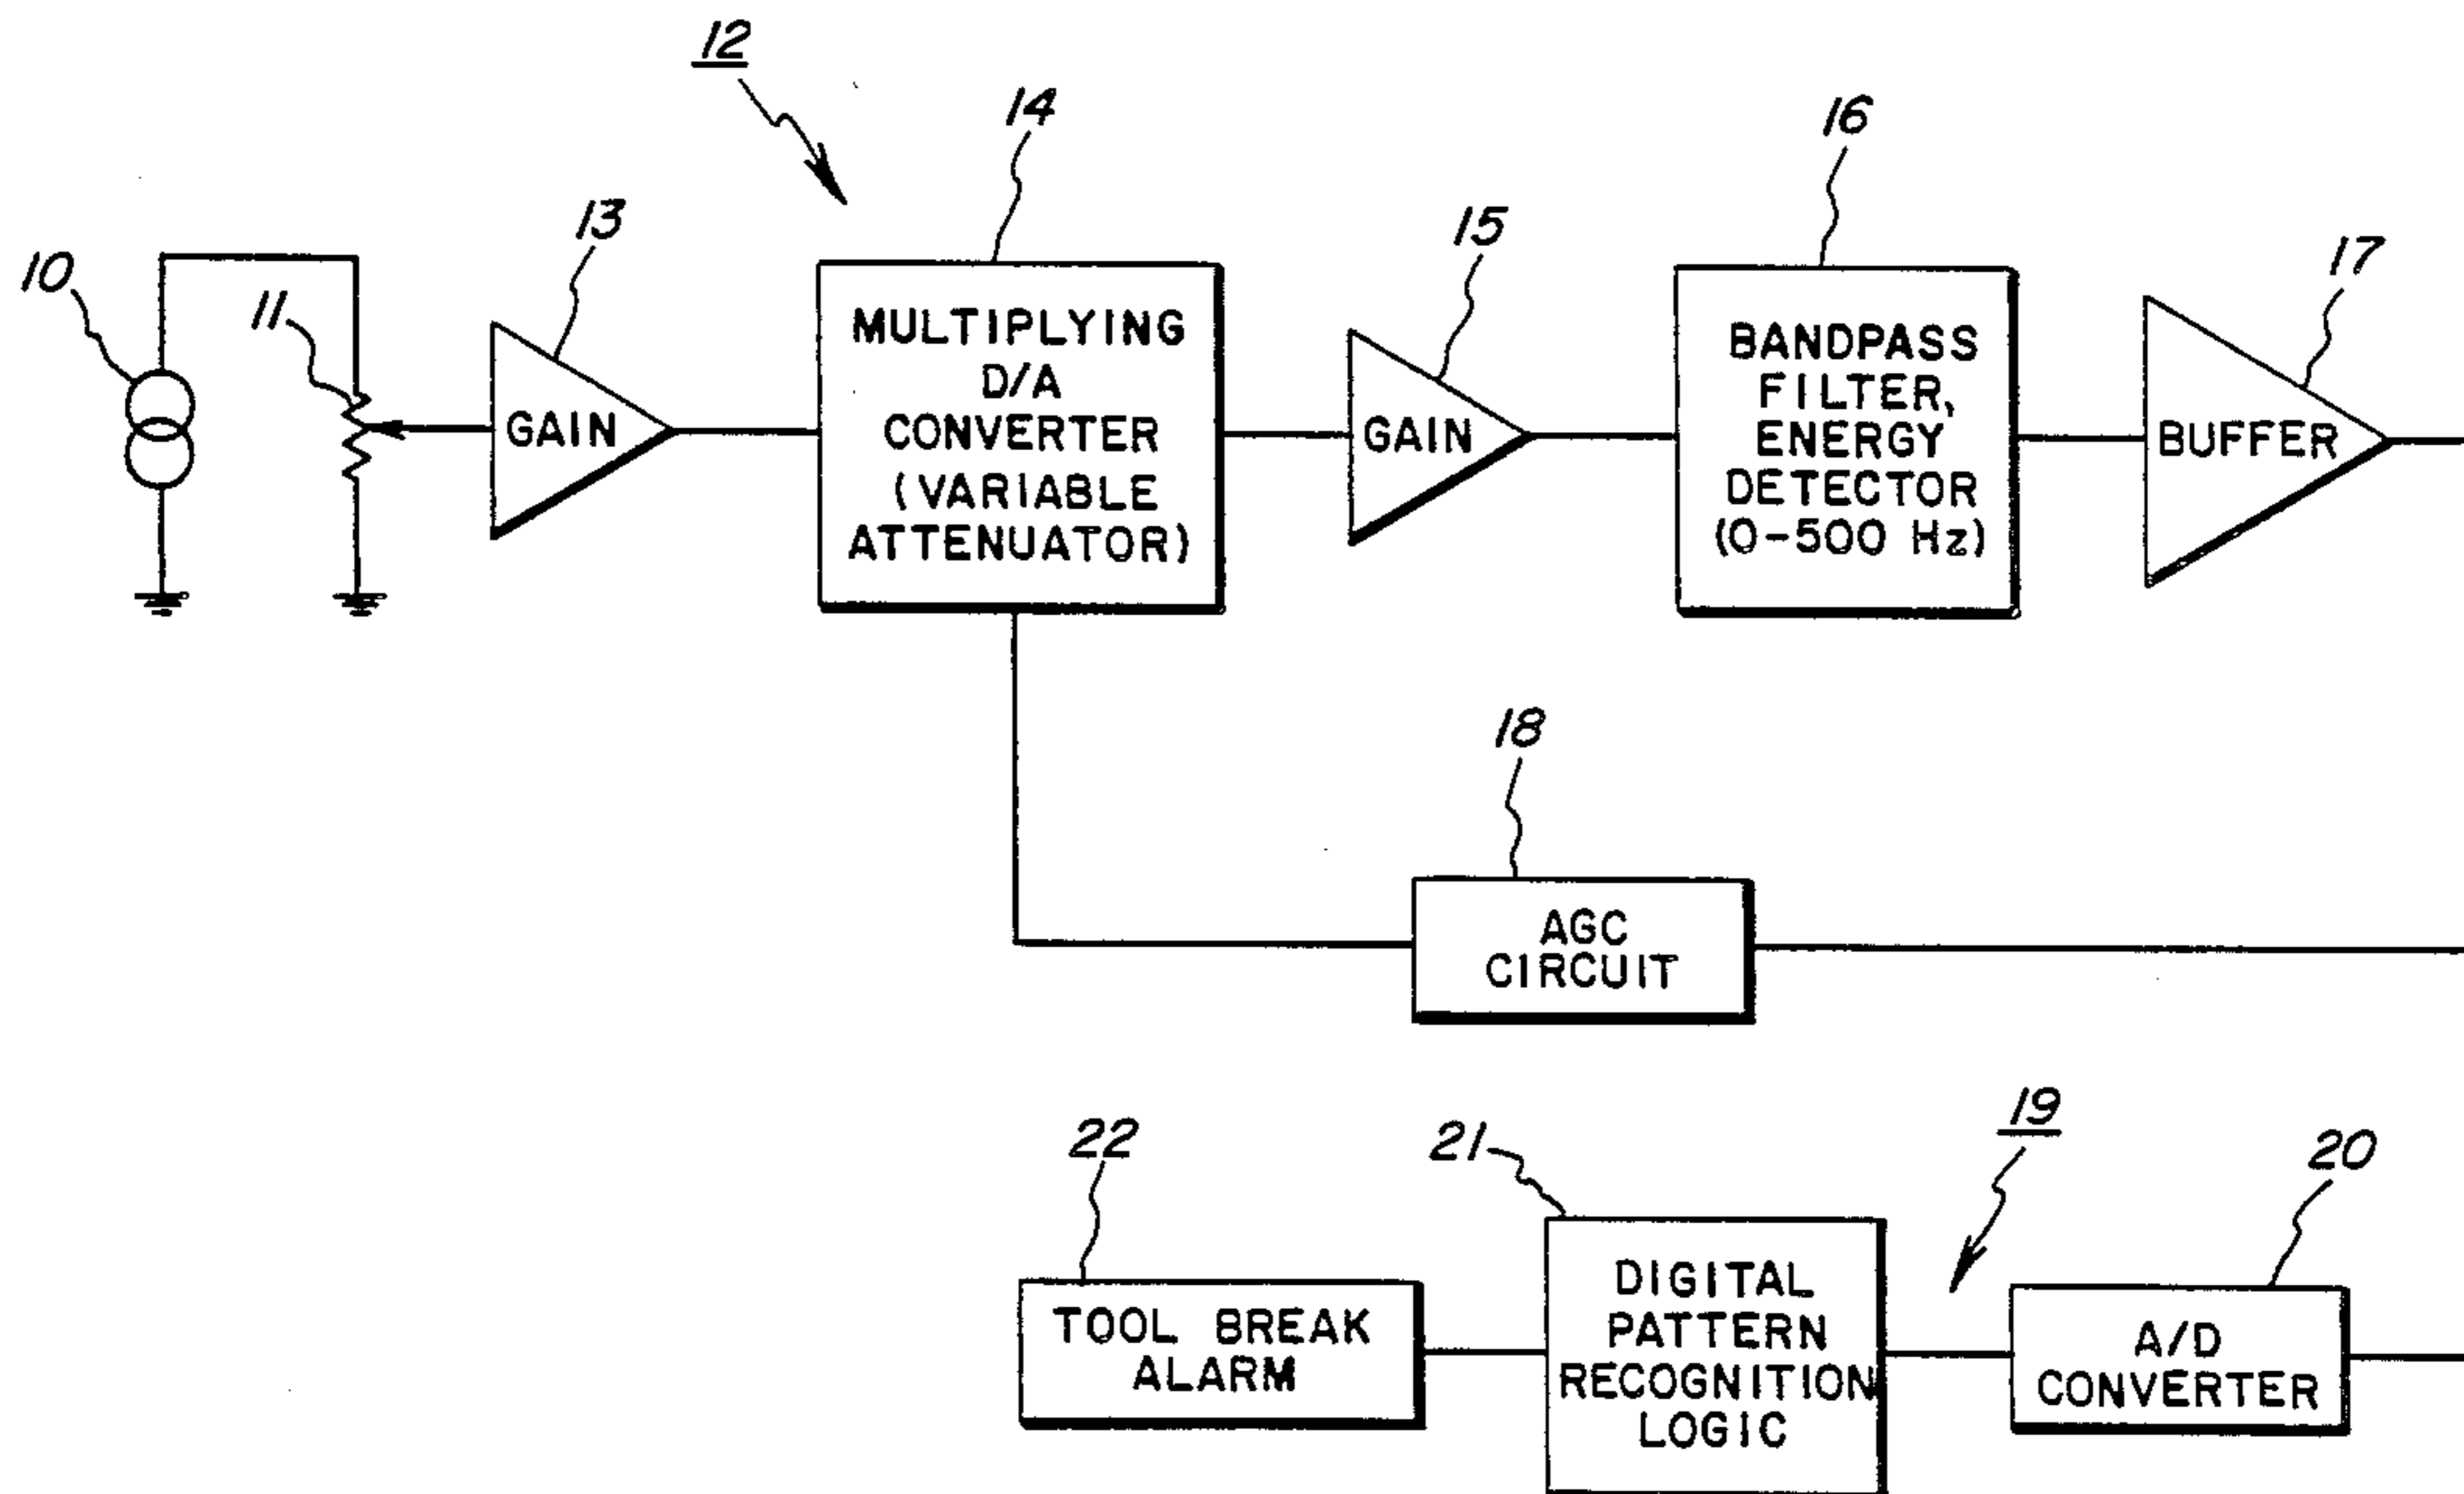 12
14
16
13
15
17
10
11
GAIN
MULTIPLYING
D/A
CONVERTER
(VARIABLE
ATTENUATOR)
GAIN
BANDPASS
FILTER,
ENERGY
DETECTOR
(0-500 Hz)
BUFFER
18
AGC
CIRCUIT
22
21
19
20
TOOL BREAK
ALARM
DIGITAL
PATTERN
RECOGNITION
LOGIC
A/D
CONVERTER